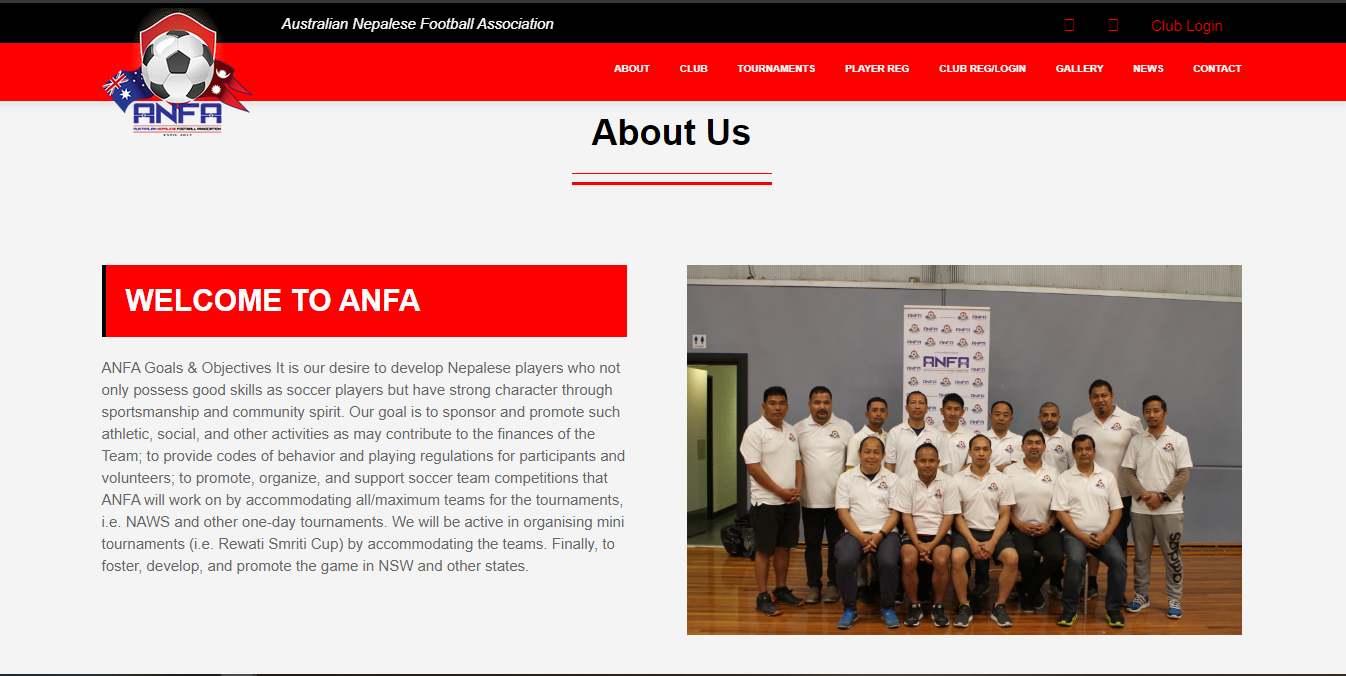 Australian Nepalese Football Association
Club Login
ANFA
AUSTRALIAN NEPALESE FOOTBALL ASSOCIATION
ABOUT CLUB TOURNAMENTS PLAYER REG CLUB REG/LOGIN GALLERY NEWS CONTACT
About Us
WELCOME TO ANFA
ANFA Goals & Objectives It is our desire to develop Nepalese players who not
only possess good skills as soccer players but have strong character through
sportsmanship and community spirit. Our goal is to sponsor and promote such
athletic, social, and other activities as may contribute to the finances of the
Team; to provide codes of behavior and playing regulations for participants and
volunteers; to promote, organize, and support soccer team competitions that
ANFA will work on by accommodating all/maximum teams for the tournaments,
i.e. NAWS and other one-day tournaments. We will be active in organising mini
tournaments (i.e. Rewati Smriti Cup) by accommodating the teams. Finally, to
foster, develop, and promote the game in NSW and other states.
ANFA